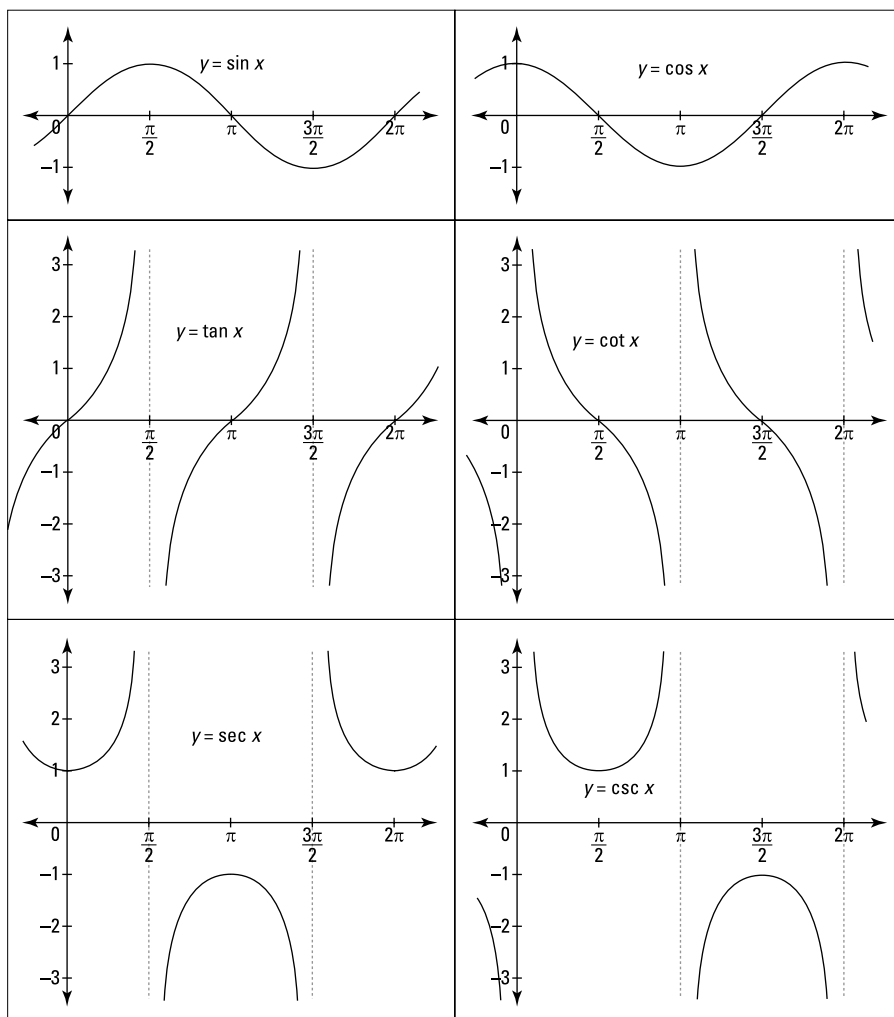 1
y = sin x
0
π/2
π
3π/2
2π
–1
1
y = cos x
0
π/2
π
3π/2
2π
–1
3
2
y = tan x
1
0
π/2
π
3π/2
2π
–1
–2
–3
3
2
y = cot x
1
0
π/2
π
3π/2
2π
–1
–2
–3
3
2
y = sec x
1
0
π/2
π
3π/2
2π
–1
–2
–3
3
2
1
y = csc x
0
π/2
π
3π/2
2π
–1
–2
–3